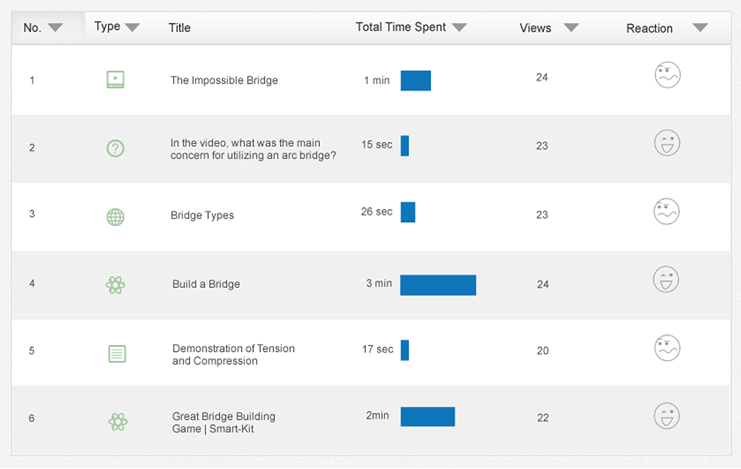 No. Type Title Total Time Spent Views Reaction
1 The Impossible Bridge 1 min 24
2 In the video, what was the main
concern for utilizing an arc bridge? 15 sec 23
3 Bridge Types 26 sec 23
4 Build a Bridge 3 min 24
5 Demonstration of Tension
and Compression 17 sec 20
6 Great Bridge Building
Game | Smart-Kit 2min 22